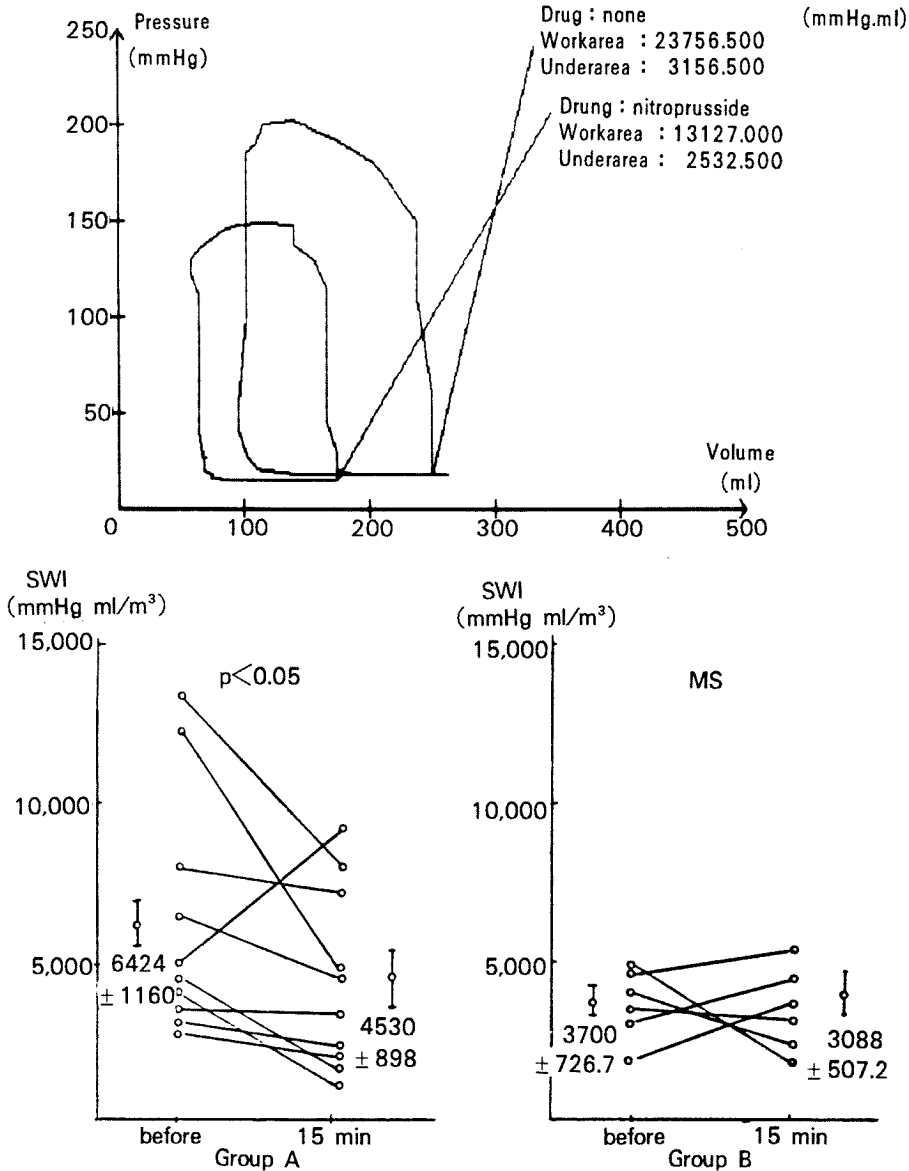 Pressure
(mmHg)
250
200
150
100
50
0
100
200
300
400
500
Volume
(ml)
Drug : none
(mmHg.ml)
Workarea : 23756.500
Underarea : 3156.500
Drung : nitroprusside
Workarea : 13127.000
Underarea : 2532.500
SWI
(mmHg ml/m³)
15,000
10,000
5,000
p<0.05
6424
±1160
4530
±898
before
15 min
Group A
SWI
(mmHg ml/m³)
15,000
10,000
5,000
MS
3700
±726.7
3088
±507.2
before
15 min
Group B